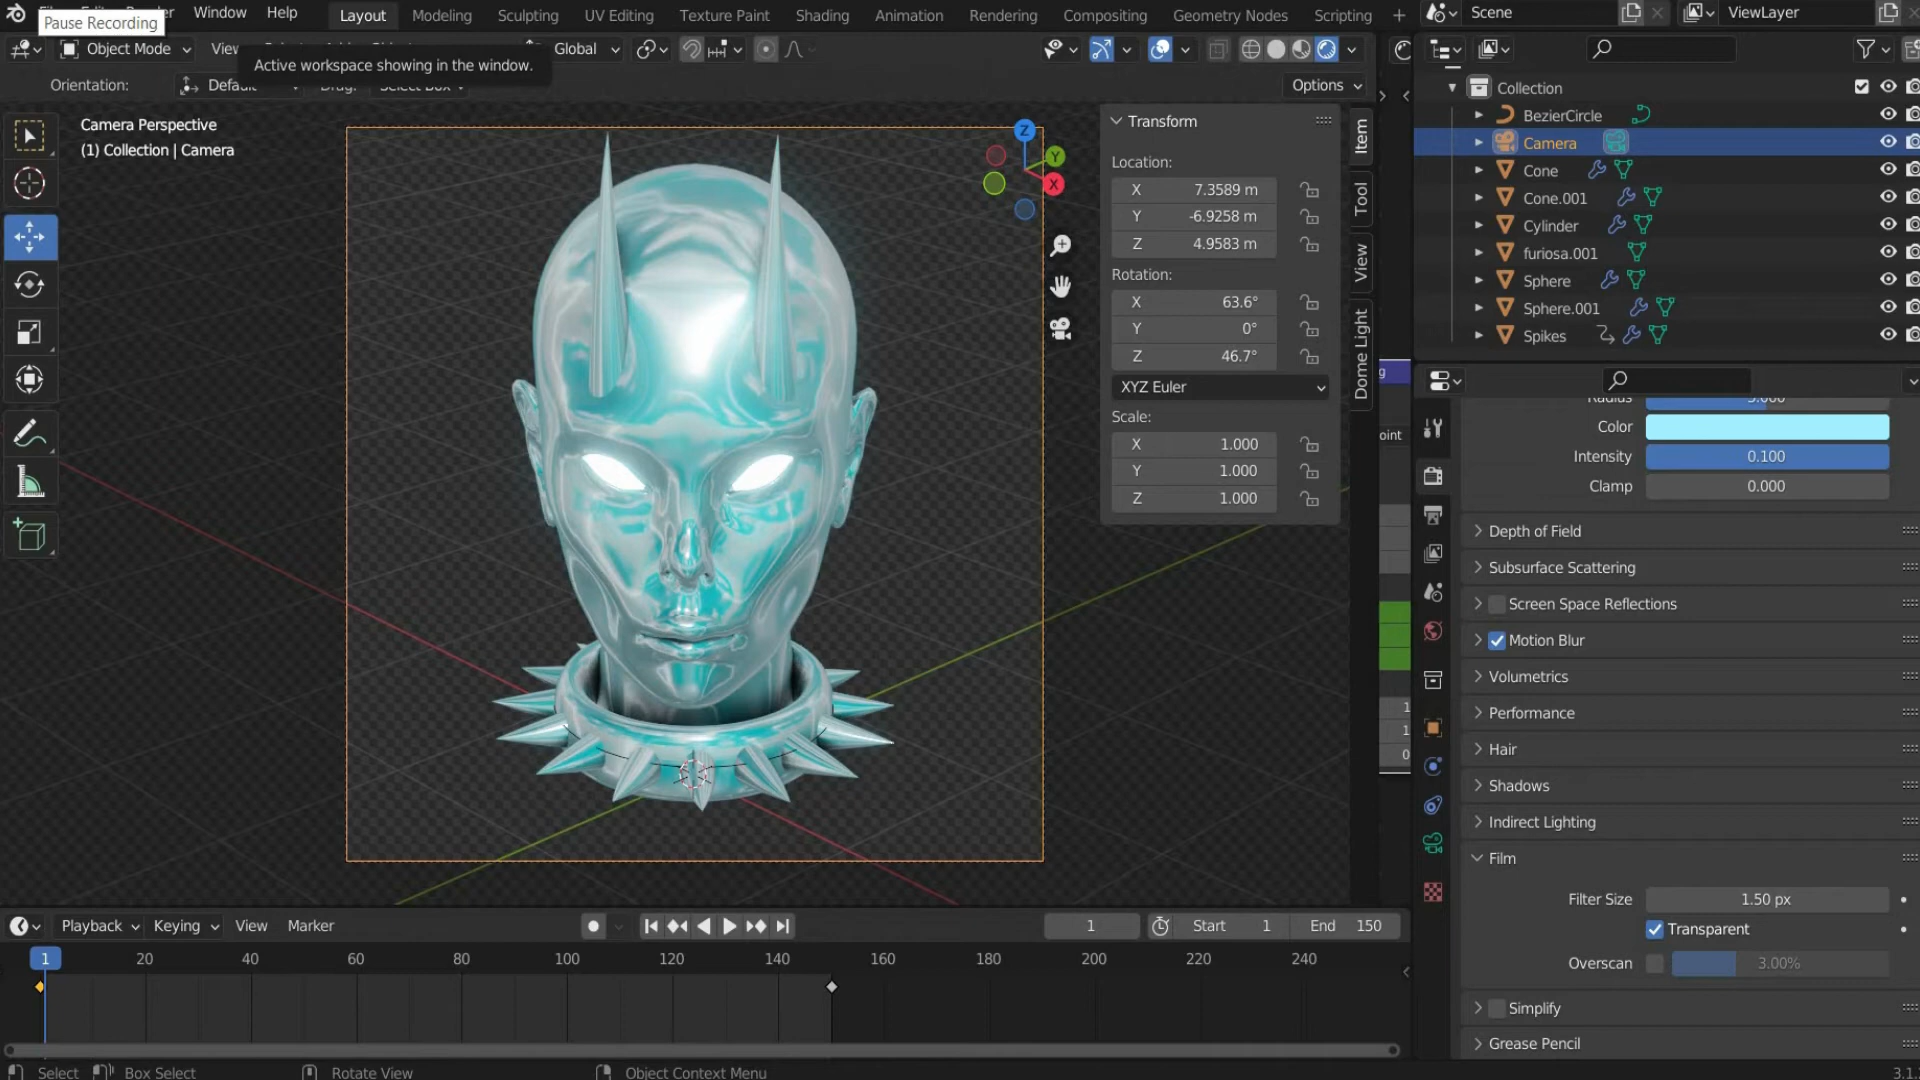 Pause Recording
Window
Help
Layout
Modeling
Sculpting
UV Editing
Texture Paint
Shading
Animation
Rendering
Compositing
Geometry Nodes
Scripting
Scene
ViewLayer
Object Mode
Global
Active workspace showing in the window.
Orientation:
Options
Camera Perspective
(1) Collection | Camera
Transform
Location:
X 7.3589 m
Y -6.9258 m
Z 4.9583 m
Rotation:
X 63.6°
Y 0°
Z 46.7°
XYZ Euler
Scale:
X 1.000
Y 1.000
Z 1.000
Z
Y
X
Item
Tool
View
Dome Light
Collection
BezierCircle
Camera
Cone
Cone.001
Cylinder
furiosa.001
Sphere
Sphere.001
Spikes
Color
Intensity 0.100
Clamp 0.000
Depth of Field
Subsurface Scattering
Screen Space Reflections
Motion Blur
Volumetrics
Performance
Hair
Shadows
Indirect Lighting
Film
Filter Size 1.50 px
Transparent
Overscan 3.00%
Simplify
Grease Pencil
Playback
Keying
View
Marker
1
Start 1
End 150
1 20 40 60 80 100 120 140 160 180 200 220 240
Select
Box Select
Rotate View
Object Context Menu